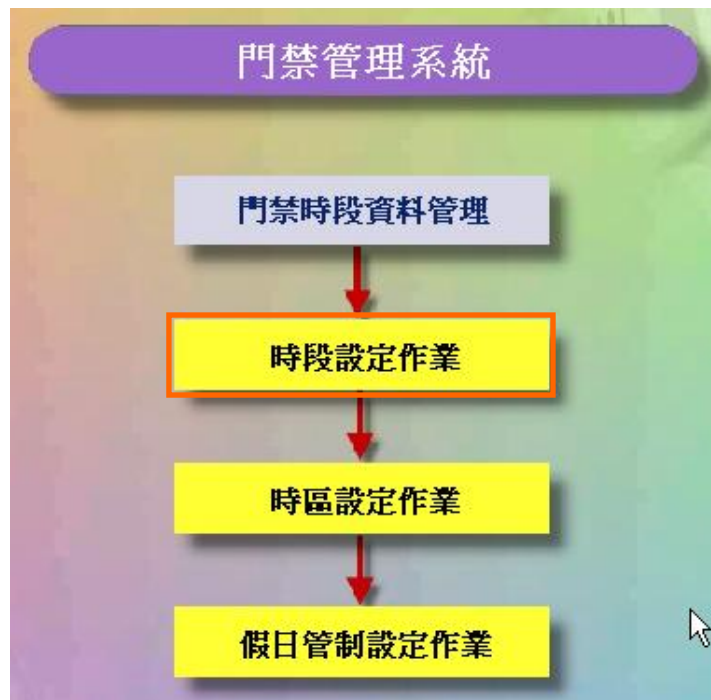 門禁管理系統
門禁時段資料管理
時段設定作業
時區設定作業
假日管制設定作業